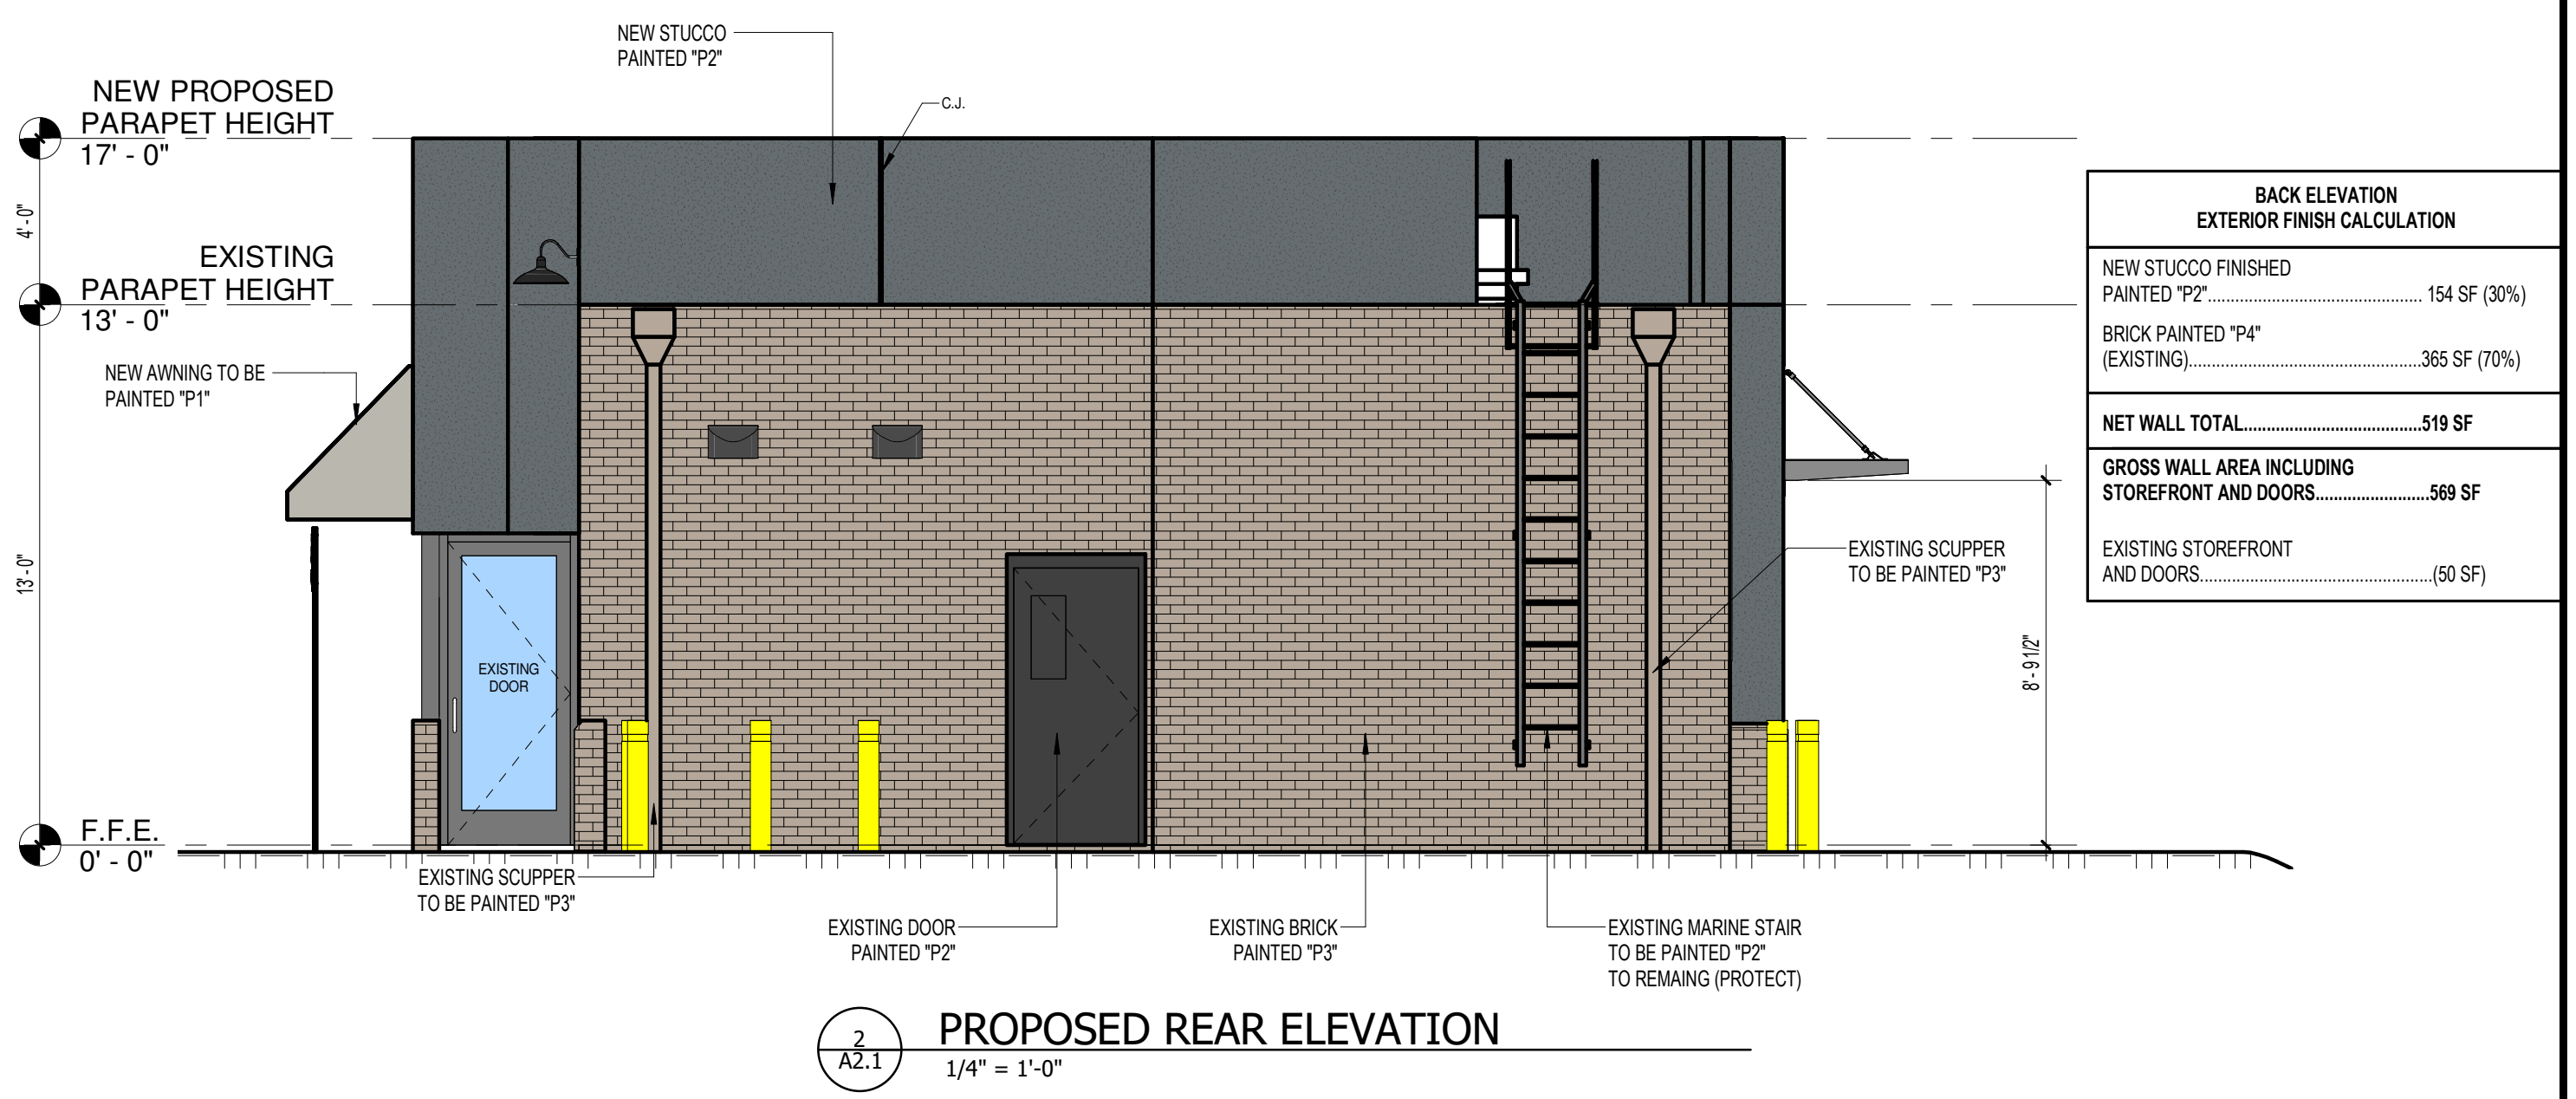 NEW STUCCO
PAINTED "P2"
C.J.
NEW PROPOSED
PARAPET HEIGHT
17' - 0"
4' - 0"
EXISTING
PARAPET HEIGHT
13' - 0"
NEW AWNING TO BE
PAINTED "P1"
13' - 0"
EXISTING
DOOR
F.F.E.
0' - 0"
EXISTING SCUPPER
TO BE PAINTED "P3"
EXISTING DOOR
PAINTED "P2"
EXISTING BRICK
PAINTED "P3"
EXISTING MARINE STAIR
TO BE PAINTED "P2"
TO REMAING (PROTECT)
EXISTING SCUPPER
TO BE PAINTED "P3"
8' - 9 1/2"
BACK ELEVATION
EXTERIOR FINISH CALCULATION
NEW STUCCO FINISHED
PAINTED "P2".............................................. 154 SF (30%)
BRICK PAINTED "P4"
(EXISTING)..................................................365 SF (70%)
NET WALL TOTAL......................................519 SF
GROSS WALL AREA INCLUDING
STOREFRONT AND DOORS.........................569 SF
EXISTING STOREFRONT
AND DOORS..................................................(50 SF)
2
A2.1
PROPOSED REAR ELEVATION
1/4" = 1'-0"